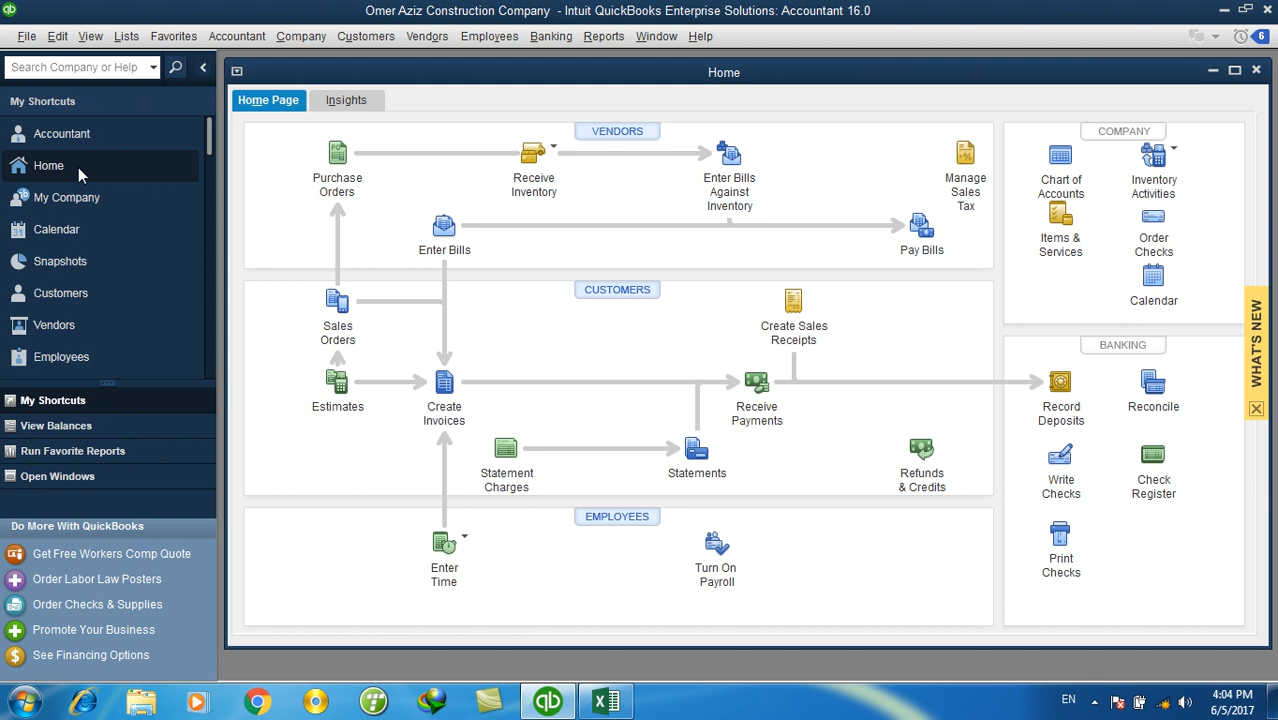 Omer Aziz Construction Company - Intuit QuickBooks Enterprise Solutions: Accountant 16.0
File Edit View Lists Favorites Accountant Company Customers Vendors Employees Banking Reports Window Help
6
Search Company or Help
Home
My Shortcuts
Home Page Insights
Accountant
Home
My Company
Calendar
Snapshots
Customers
Vendors
Employees
My Shortcuts
View Balances
Run Favorite Reports
Open Windows
Do More With QuickBooks
Get Free Workers Comp Quote
Order Labor Law Posters
Order Checks & Supplies
Promote Your Business
See Financing Options
VENDORS
Purchase
Orders
Receive
Inventory
Enter Bills
Against
Inventory
Manage
Sales
Tax
Enter Bills
Pay Bills
CUSTOMERS
Sales
Orders
Create Sales
Receipts
Estimates
Create
Invoices
Receive
Payments
Statement
Charges
Statements
Refunds
& Credits
EMPLOYEES
Enter
Time
Turn On
Payroll
COMPANY
Chart of
Accounts
Inventory
Activities
Items &
Services
Order
Checks
Calendar
BANKING
Record
Deposits
Reconcile
Write
Checks
Check
Register
Print
Checks
WHAT'S NEW
EN
4:04 PM
6/5/2017